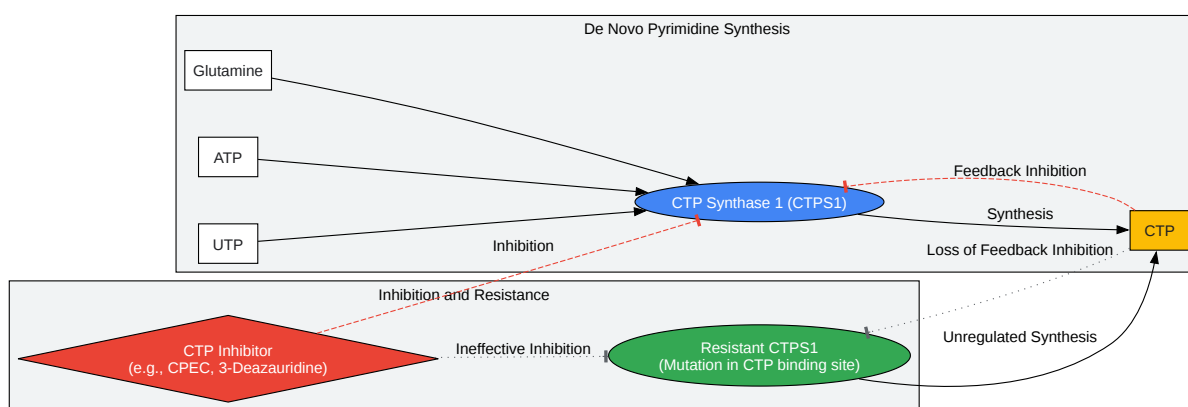 De Novo Pyrimidine Synthesis
Glutamine
ATP
UTP
CTP Synthase 1 (CTPS1)
Feedback Inhibition
Synthesis
CTP
Inhibition
Loss of Feedback Inhibition
Inhibition and Resistance
CTP Inhibitor
(e.g., CPEC, 3-Deazauridine)
Ineffective Inhibition
Resistant CTPS1
(Mutation in CTP binding site)
Unregulated Synthesis